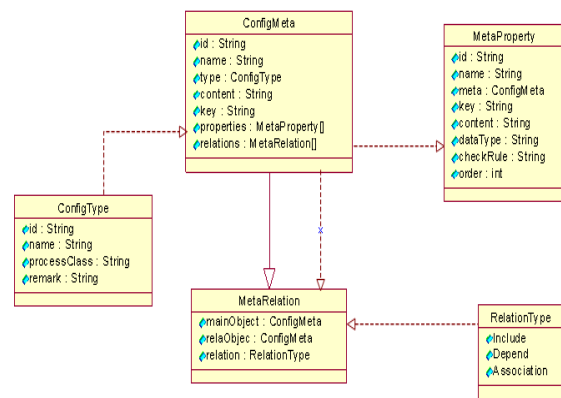 ConfigMeta
id : String
name : String
type : ConfigType
content : String
key : String
properties : MetaProperty[]
relations : MetaRelation[]
MetaProperty
id : String
name : String
meta : ConfigMeta
key : String
content : String
dataType : String
checkRule : String
order : int
ConfigType
id : String
name : String
processClass : String
remark : String
MetaRelation
mainObject : ConfigMeta
relaObjec : ConfigMeta
relation : RelationType
RelationType
Include
Depend
Association